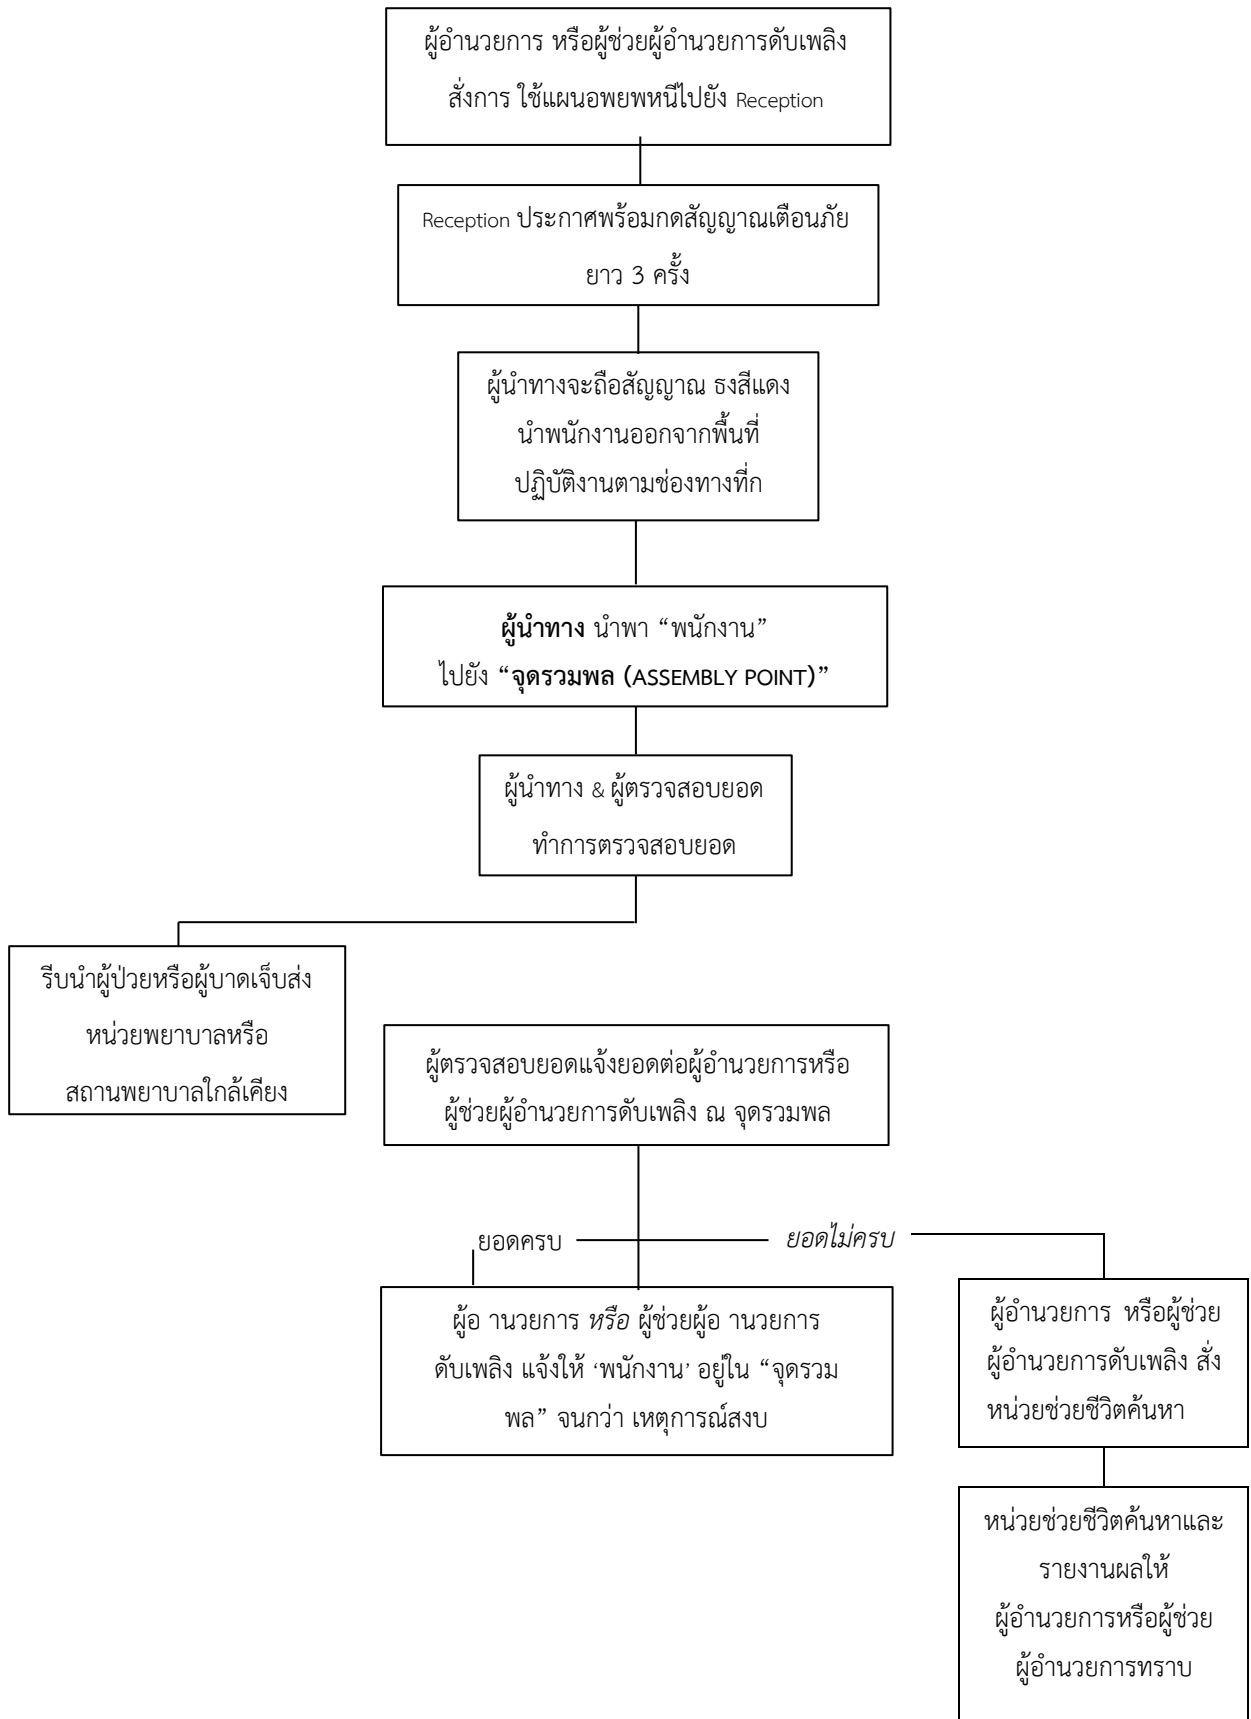 ผู้อำนวยการ หรือผู้ช่วยผู้อำนวยการดับเพลิง
สั่งการ ใช้แผนอพยพหนีไปยัง Reception
Reception ประกาศพร้อมกดสัญญาณเตือนภัย
ยาว 3 ครั้ง
ผู้นำทางจะถือสัญญาณ ธงสีแดง
นำพนักงานออกจากพื้นที่
ปฏิบัติงานตามช่องทางที่ก
ผู้นำทาง นำพา “พนักงาน”
ไปยัง “จุดรวมพล (ASSEMBLY POINT)”
ผู้นำทาง & ผู้ตรวจสอบยอด
ทำการตรวจสอบยอด
รีบนำผู้ป่วยหรือผู้บาดเจ็บส่ง
หน่วยพยาบาลหรือ
สถานพยาบาลใกล้เคียง
ผู้ตรวจสอบยอดแจ้งยอดต่อผู้อำนวยการหรือ
ผู้ช่วยผู้อำนวยการดับเพลิง ณ จุดรวมพล
ยอดครบ
ยอดไม่ครบ
ผู้อ านวยการ หรือ ผู้ช่วยผู้อ านวยการ
ดับเพลิง แจ้งให้ ‘พนักงาน’ อยู่ใน “จุดรวม
พล” จนกว่า เหตุการณ์สงบ
ผู้อำนวยการ หรือผู้ช่วย
ผู้อำนวยการดับเพลิง สั่ง
หน่วยช่วยชีวิตค้นหา
หน่วยช่วยชีวิตค้นหาและ
รายงานผลให้
ผู้อำนวยการหรือผู้ช่วย
ผู้อำนวยการทราบ